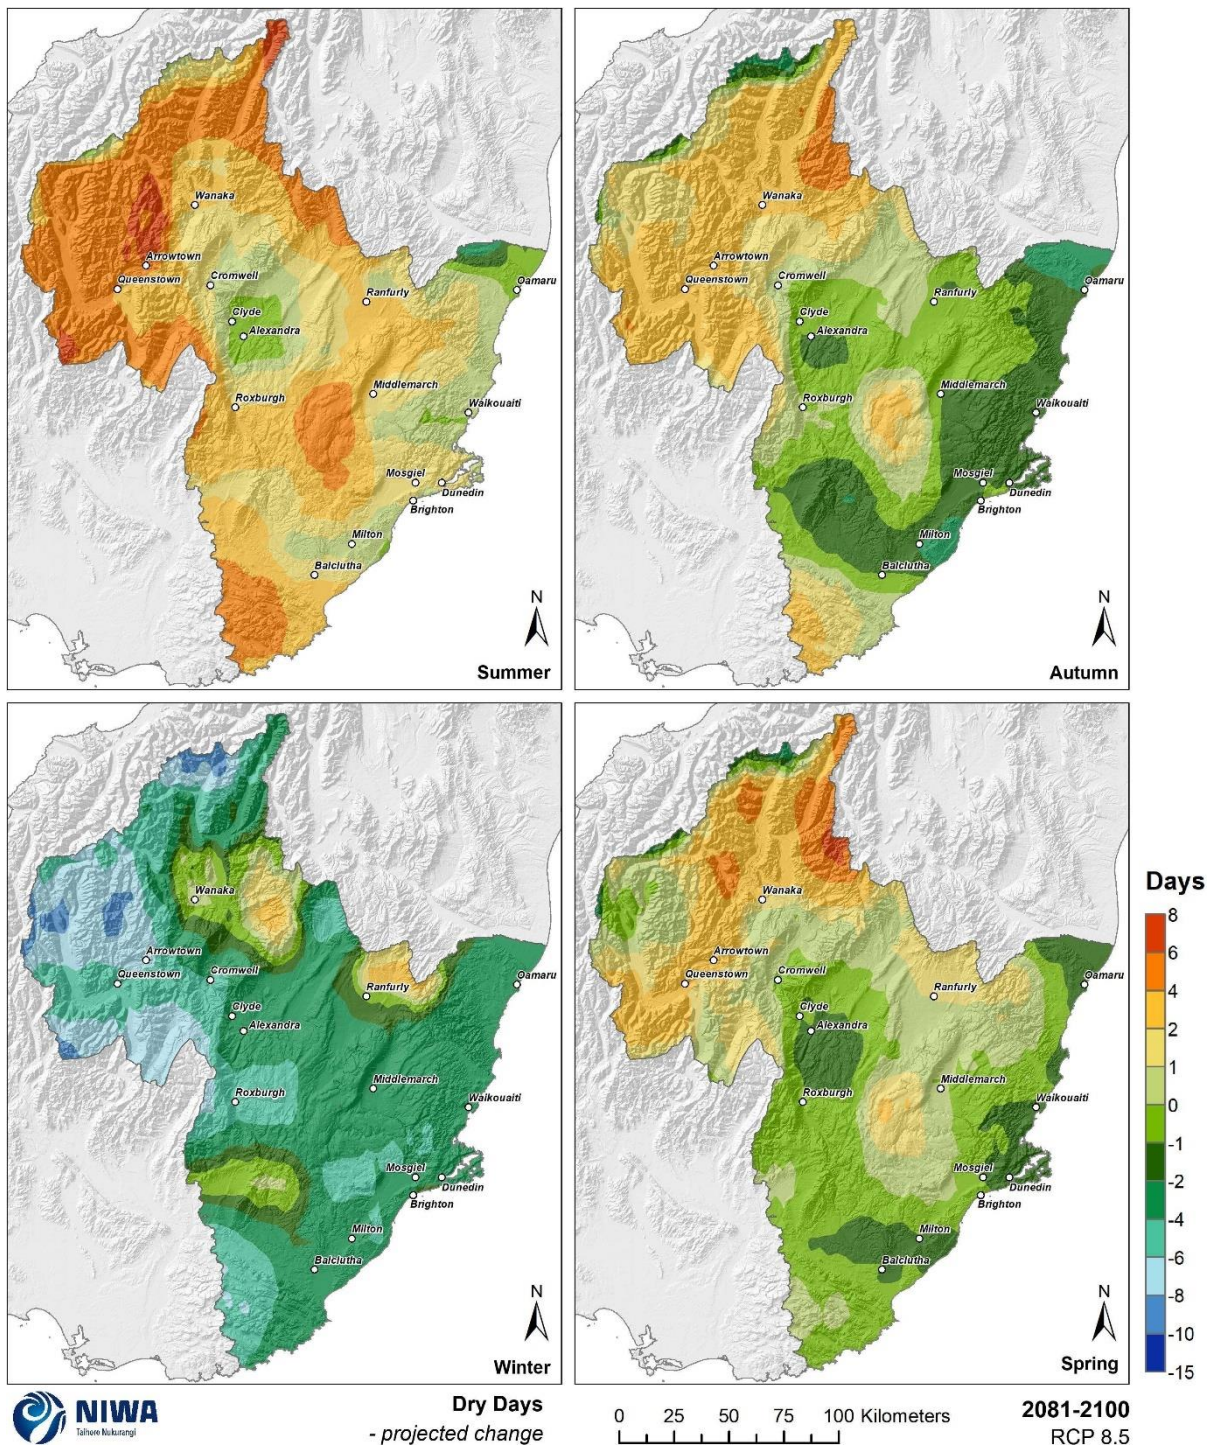 Wanaka
Arrowtown
Queenstown
Cromwell
Clyde
Alexandra
Ranfurly
Oamaru
Roxburgh
Middlemarch
Waikouaiti
Mosgiel
Dunedin
Brighton
Milton
Balclutha
N
Summer
Wanaka
Arrowtown
Queenstown
Cromwell
Clyde
Alexandra
Ranfurly
Oamaru
Roxburgh
Middlemarch
Waikouaiti
Mosgiel
Dunedin
Brighton
Milton
Balclutha
N
Autumn
Wanaka
Arrowtown
Queenstown
Cromwell
Clyde
Alexandra
Ranfurly
Oamaru
Roxburgh
Middlemarch
Waikouaiti
Mosgiel
Dunedin
Brighton
Milton
Balclutha
N
Winter
Wanaka
Arrowtown
Queenstown
Cromwell
Clyde
Alexandra
Ranfurly
Oamaru
Roxburgh
Middlemarch
Waikouaiti
Mosgiel
Dunedin
Brighton
Milton
Balclutha
N
Spring
Days
8
6
4
2
1
0
-1
-2
-4
-6
-8
-10
-15
NIWA
Taihoro Nukurangi
Dry Days
- projected change
0 25 50 75 100 Kilometers
2081-2100
RCP 8.5